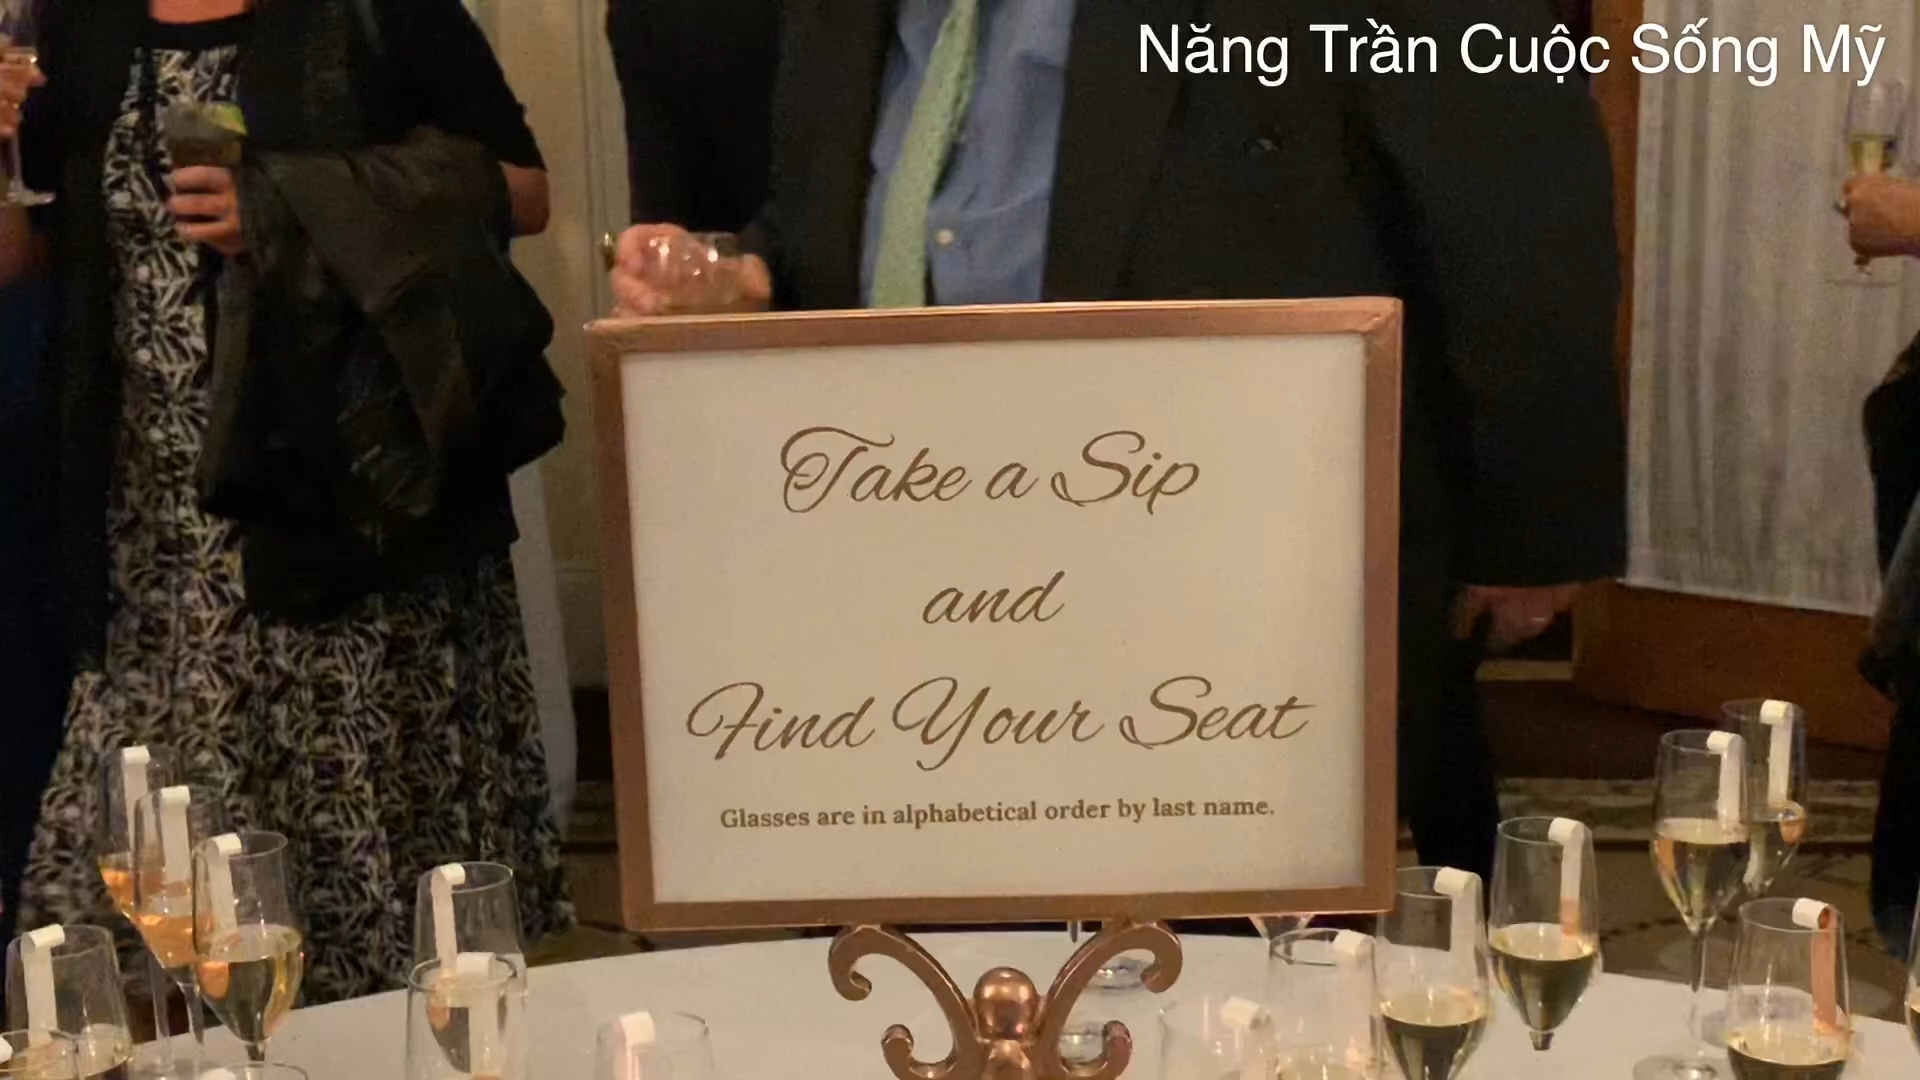 Năng Trần Cuộc Sống Mỹ
Take a Sip
and
Find Your Seat
Glasses are in alphabetical order by last name.